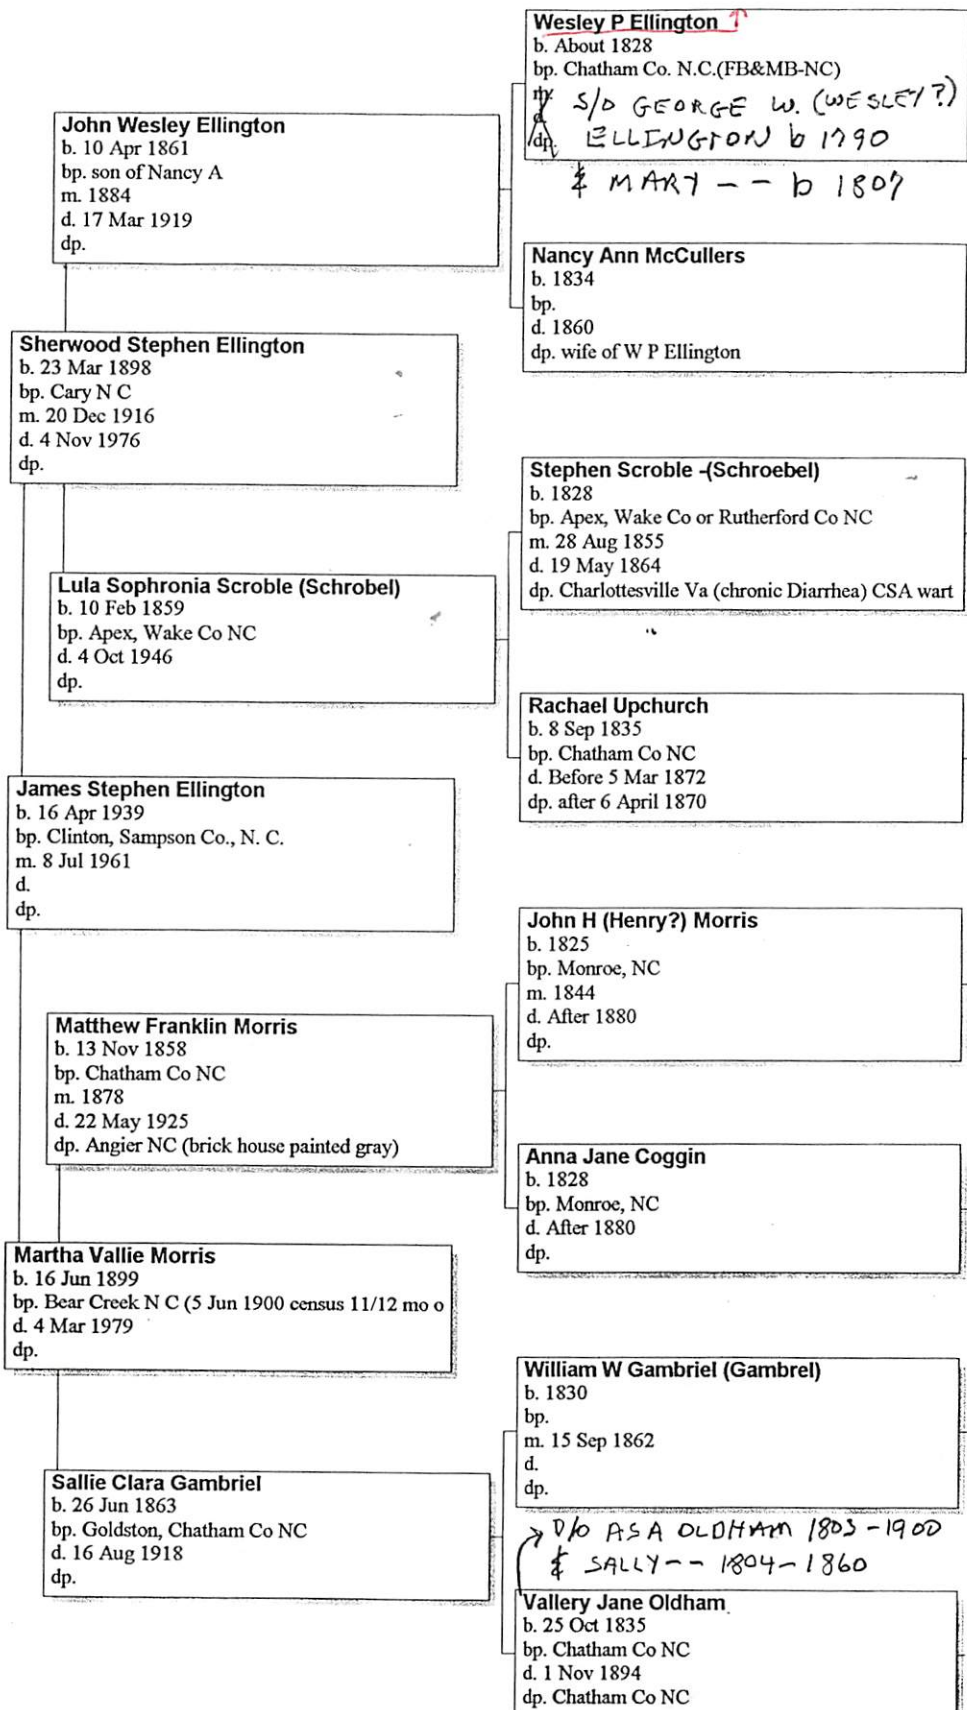 Wesley P Ellington ↑
b. About 1828
bp. Chatham Co. N.C.(FB&MB-NC)
m.
d.
dp.
S/O GEORGE W. (WESLEY?)
ELLINGTON b 1790
& MARY -- b 1807
John Wesley Ellington
b. 10 Apr 1861
bp. son of Nancy A
m. 1884
d. 17 Mar 1919
dp.
Nancy Ann McCullers
b. 1834
bp.
d. 1860
dp. wife of W P Ellington
Sherwood Stephen Ellington
b. 23 Mar 1898
bp. Cary N C
m. 20 Dec 1916
d. 4 Nov 1976
dp.
Stephen Scroble -(Schroebel)
b. 1828
bp. Apex, Wake Co or Rutherford Co NC
m. 28 Aug 1855
d. 19 May 1864
dp. Charlottesville Va (chronic Diarrhea) CSA wart
Lula Sophronia Scroble (Schrobel)
b. 10 Feb 1859
bp. Apex, Wake Co NC
d. 4 Oct 1946
dp.
Rachael Upchurch
b. 8 Sep 1835
bp. Chatham Co NC
d. Before 5 Mar 1872
dp. after 6 April 1870
James Stephen Ellington
b. 16 Apr 1939
bp. Clinton, Sampson Co., N. C.
m. 8 Jul 1961
d.
dp.
John H (Henry?) Morris
b. 1825
bp. Monroe, NC
m. 1844
d. After 1880
dp.
Matthew Franklin Morris
b. 13 Nov 1858
bp. Chatham Co NC
m. 1878
d. 22 May 1925
dp. Angier NC (brick house painted gray)
Anna Jane Coggin
b. 1828
bp. Monroe, NC
d. After 1880
dp.
Martha Vallie Morris
b. 16 Jun 1899
bp. Bear Creek N C (5 Jun 1900 census 11/12 mo o
d. 4 Mar 1979
dp.
William W Gambriel (Gambrel)
b. 1830
bp.
m. 15 Sep 1862
d.
dp.
Sallie Clara Gambriel
b. 26 Jun 1863
bp. Goldston, Chatham Co NC
d. 16 Aug 1918
dp.
D/O ASA OLDHAM 1803-1900
& SALLY -- 1804-1860
Vallery Jane Oldham
b. 25 Oct 1835
bp. Chatham Co NC
d. 1 Nov 1894
dp. Chatham Co NC